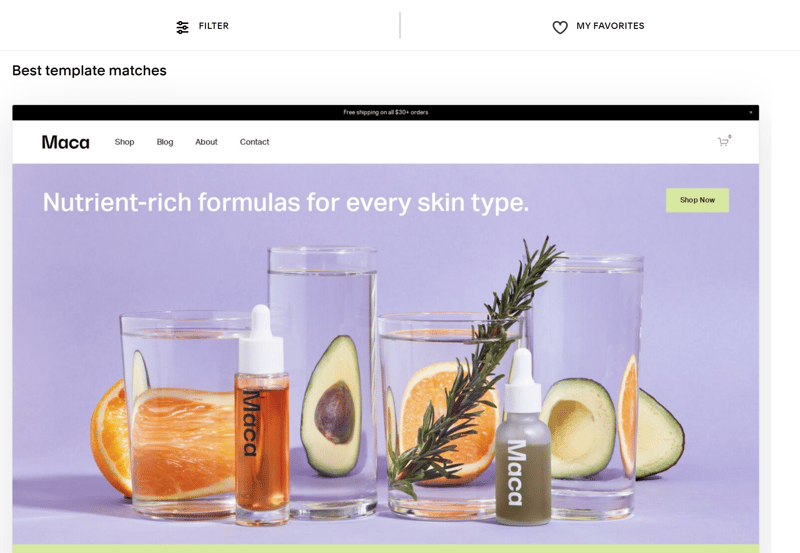 FILTER
MY FAVORITES
Best template matches
Free shipping on all $30+ orders
×
Maca
Shop
Blog
About
Contact
0
Nutrient-rich formulas for every skin type.
Shop Now
Maca
Maca